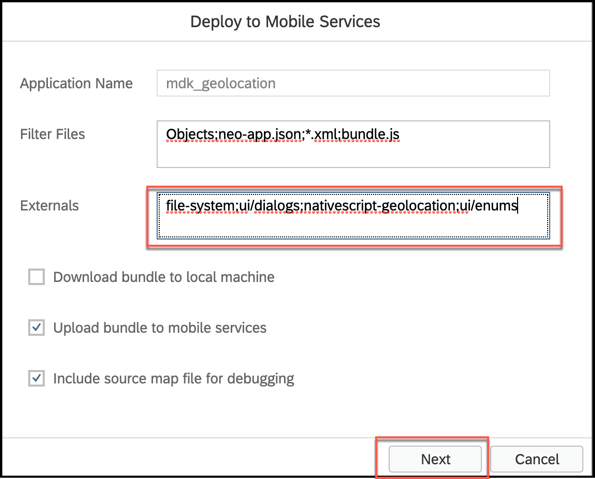 Deploy to Mobile Services
Application Name mdk_geolocation
Filter Files Objects;neo-app.json;*.xml;bundle.js
Externals file-system;ui/dialogs;nativescript-geolocation;ui/enums
Download bundle to local machine
Upload bundle to mobile services
Include source map file for debugging
Next Cancel